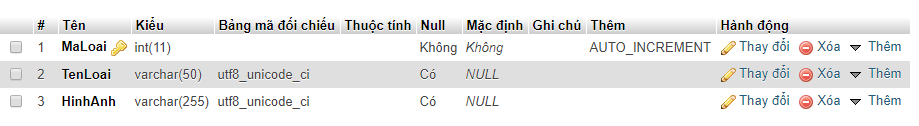 # Tên Kiểu Bảng mã đối chiếu Thuộc tính Null Mặc định Ghi chú Thêm Hành động
1 MaLoai int(11) Không Không AUTO_INCREMENT Thay đổi Xóa Thêm
2 TenLoai varchar(50) utf8_unicode_ci Có NULL Thay đổi Xóa Thêm
3 HinhAnh varchar(255) utf8_unicode_ci Có NULL Thay đổi Xóa Thêm